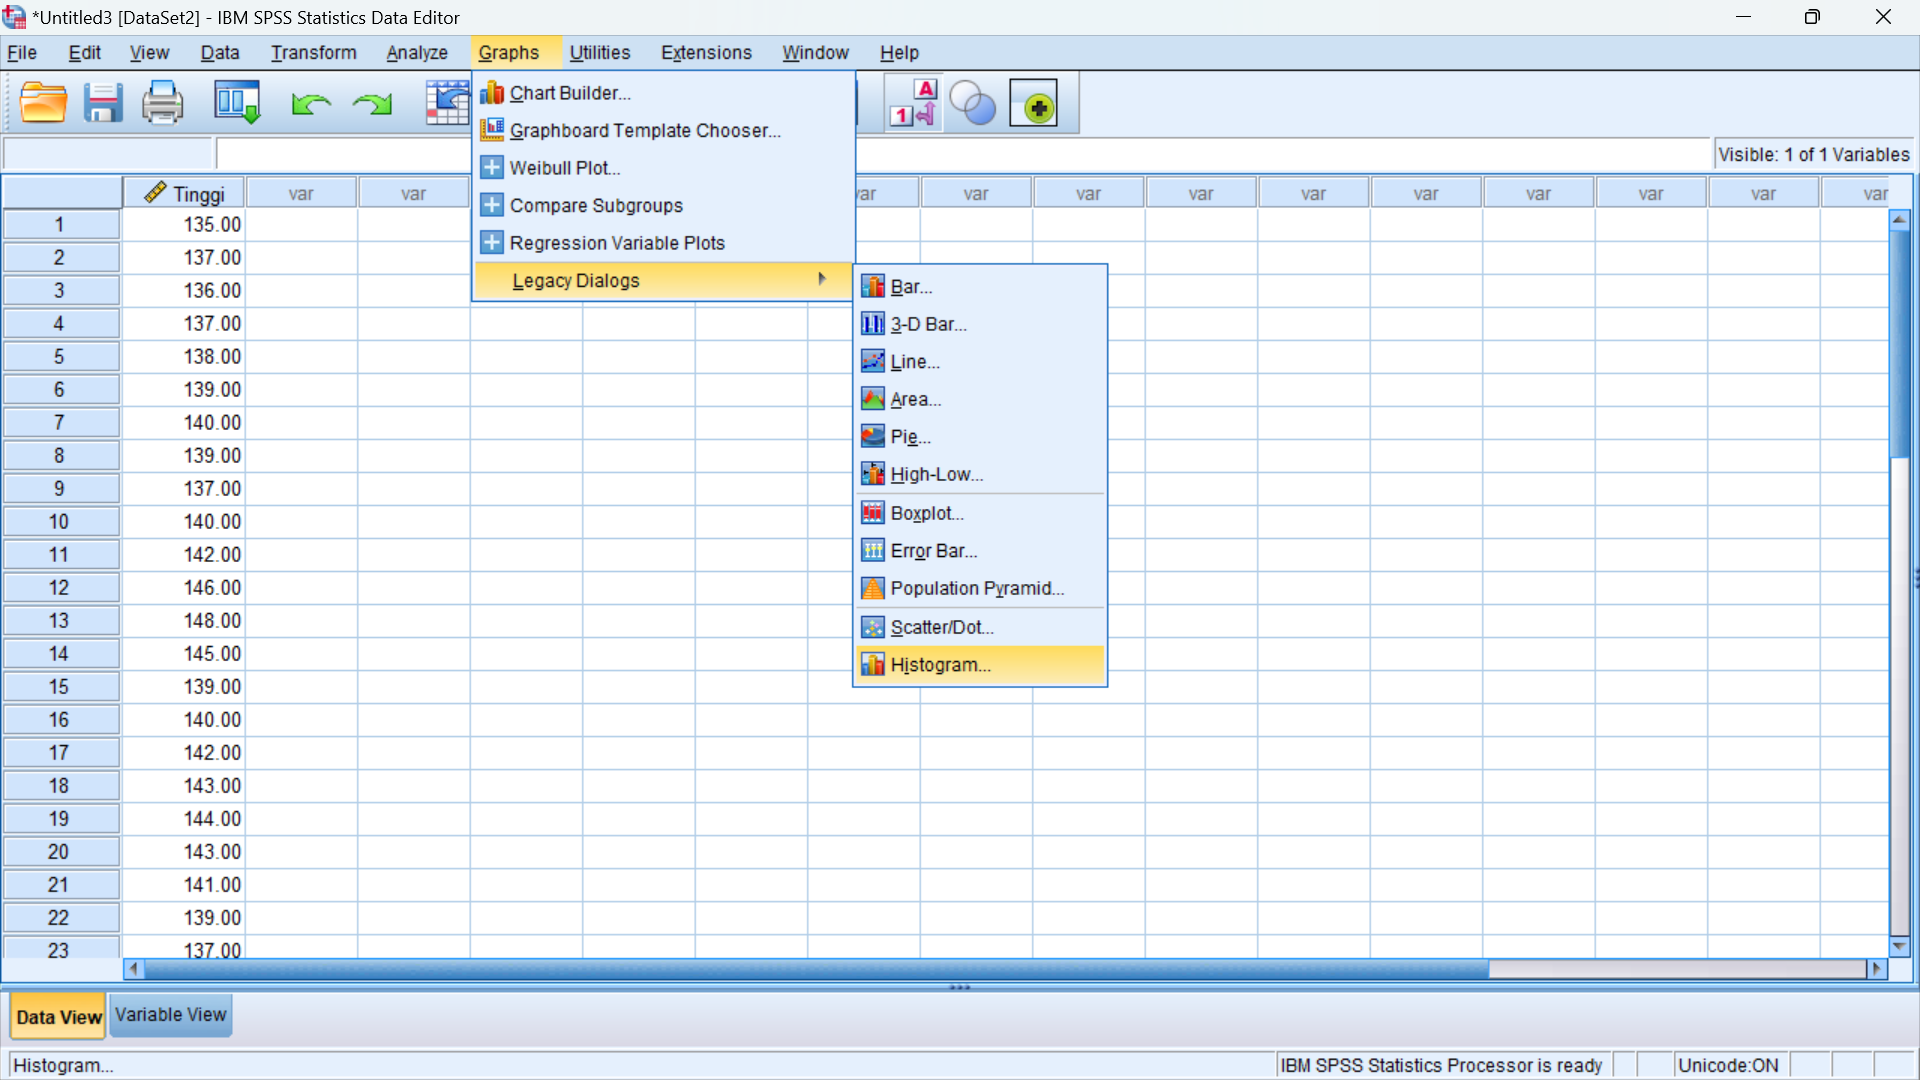 *Untitled3 [DataSet2] - IBM SPSS Statistics Data Editor
File Edit View Data Transform Analyze Graphs Utilities Extensions Window Help
Chart Builder...
Graphboard Template Chooser...
Weibull Plot...
Compare Subgroups
Regression Variable Plots
Legacy Dialogs
Bar...
3-D Bar...
Line...
Area...
Pie...
High-Low...
Boxplot...
Error Bar...
Population Pyramid...
Scatter/Dot...
Histogram...
A
1
Visible: 1 of 1 Variables
Tinggi var var var var var var var var var var var var
1 135.00
2 137.00
3 136.00
4 137.00
5 138.00
6 139.00
7 140.00
8 139.00
9 137.00
10 140.00
11 142.00
12 146.00
13 148.00
14 145.00
15 139.00
16 140.00
17 142.00
18 143.00
19 144.00
20 143.00
21 141.00
22 139.00
23 137.00
Data View Variable View
Histogram... IBM SPSS Statistics Processor is ready Unicode:ON